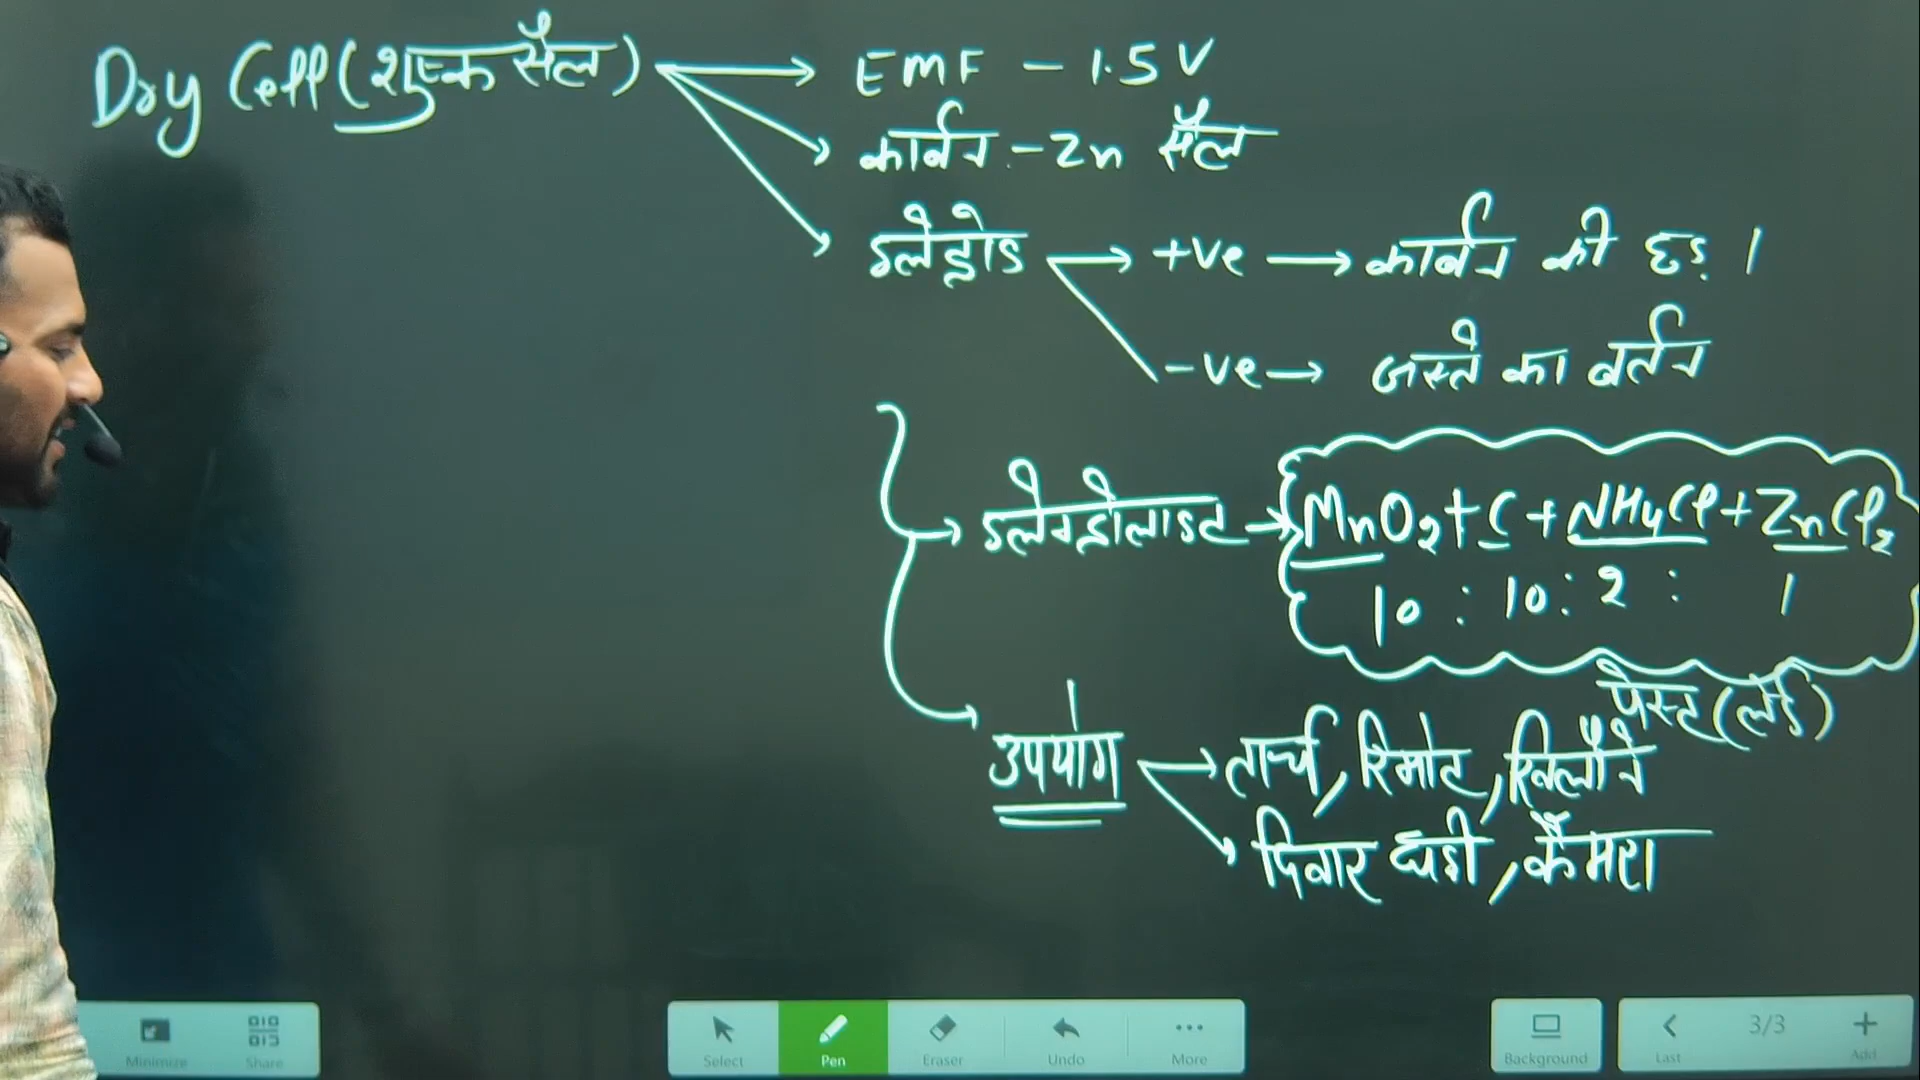 Dry Cell (शुष्क सैल) → EMF - 1.5 V
→ कार्बन - Zn सैल
→ इलेक्ट्रोड → +ve → कार्बन की छड़ ।
-ve → जस्ते का बर्तन
→ इलेक्ट्रोलाइट → MnO2 + C + NH4Cl + ZnCl2
10 : 10 : 2 : 1
पेस्ट (लई)
→ उपयोग → टार्च, रिमोट, खिलौने
→ दिवार घड़ी, कैमरा
Minimize Share Select Pen Eraser Undo More Background Last 3/3 Add